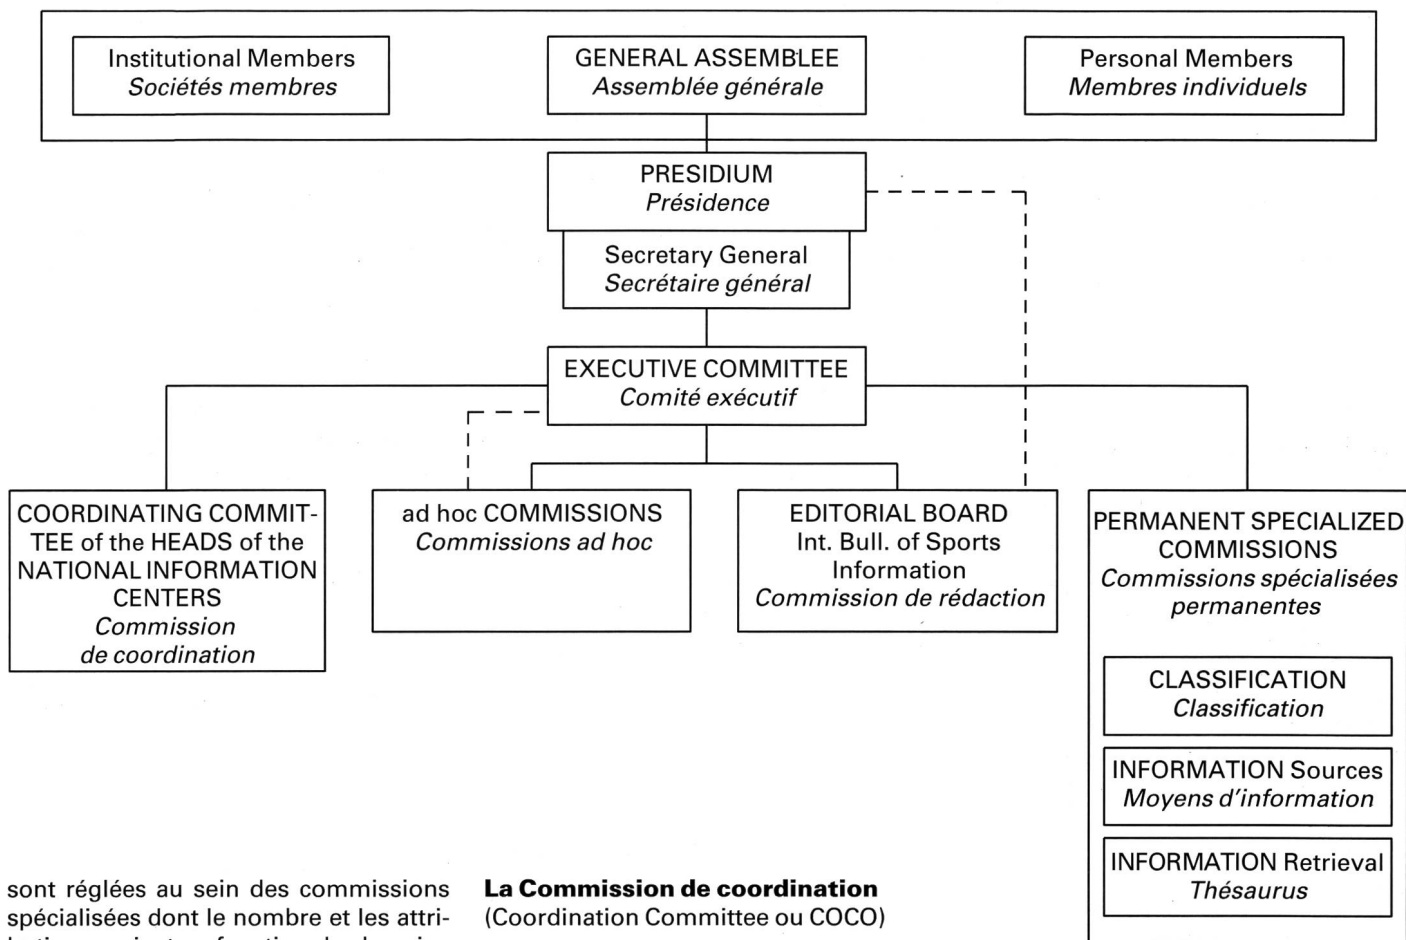 Institutional Members
Sociétés membres
GENERAL ASSEMBLEE
Assemblée générale
Personal Members
Membres individuels
PRESIDIUM
Présidence
Secretary General
Secrétaire général
EXECUTIVE COMMITTEE
Comité exécutif
COORDINATING COMMIT-
TEE of the HEADS of the
NATIONAL INFORMATION
CENTERS
Commission
de coordination
ad hoc COMMISSIONS
Commissions ad hoc
EDITORIAL BOARD
Int. Bull. of Sports
Information
Commission de rédaction
PERMANENT SPECIALIZED
COMMISSIONS
Commissions spécialisées
permanentes
CLASSIFICATION
Classification
INFORMATION Sources
Moyens d'information
INFORMATION Retrieval
Thésaurus
sont réglées au sein des commissions
spécialisées dont le nombre et les attri-
La Commission de coordination
(Coordination Committee ou COCO)